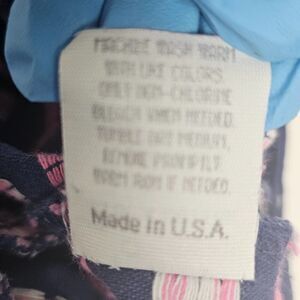 MACHINE WASH WARM
WITH LIKE COLORS.
ONLY NON-CHLORINE
BLEACH WHEN NEEDED.
TUMBLE DRY MEDIUM,
REMOVE PROMPTLY.
WARM IRON IF NEEDED.
Made in U.S.A.